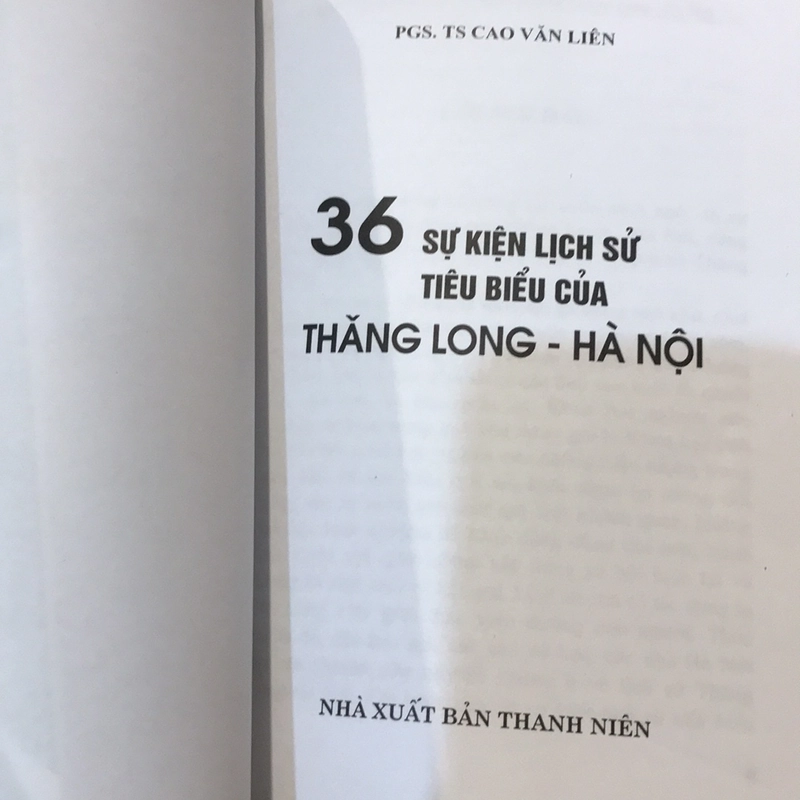 PGS. TS CAO VĂN LIÊN
36 SỰ KIỆN LỊCH SỬ
TIÊU BIỂU CỦA
THĂNG LONG - HÀ NỘI
NHÀ XUẤT BẢN THANH NIÊN